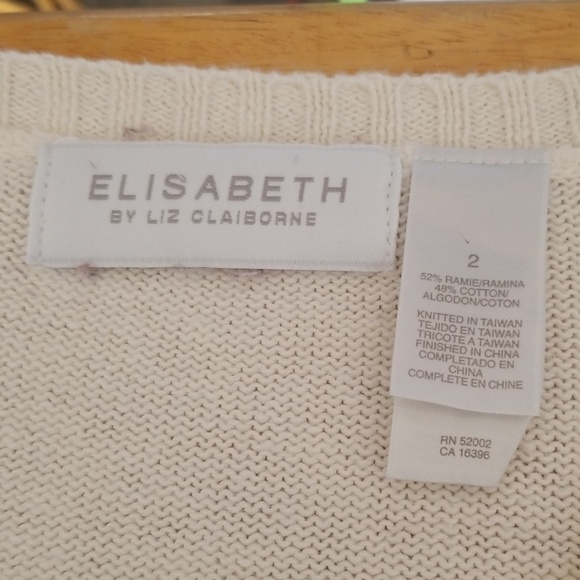 ELISABETH
BY LIZ CLAIBORNE
2
52% RAMIE/RAMINA
48% COTTON/
ALGODON/COTON
KNITTED IN TAIWAN
TEJIDO EN TAIWAN
TRICOTE A TAIWAN
FINISHED IN CHINA
COMPLETADO EN
CHINA
COMPLETE EN CHINE
RN 52002
CA 16396